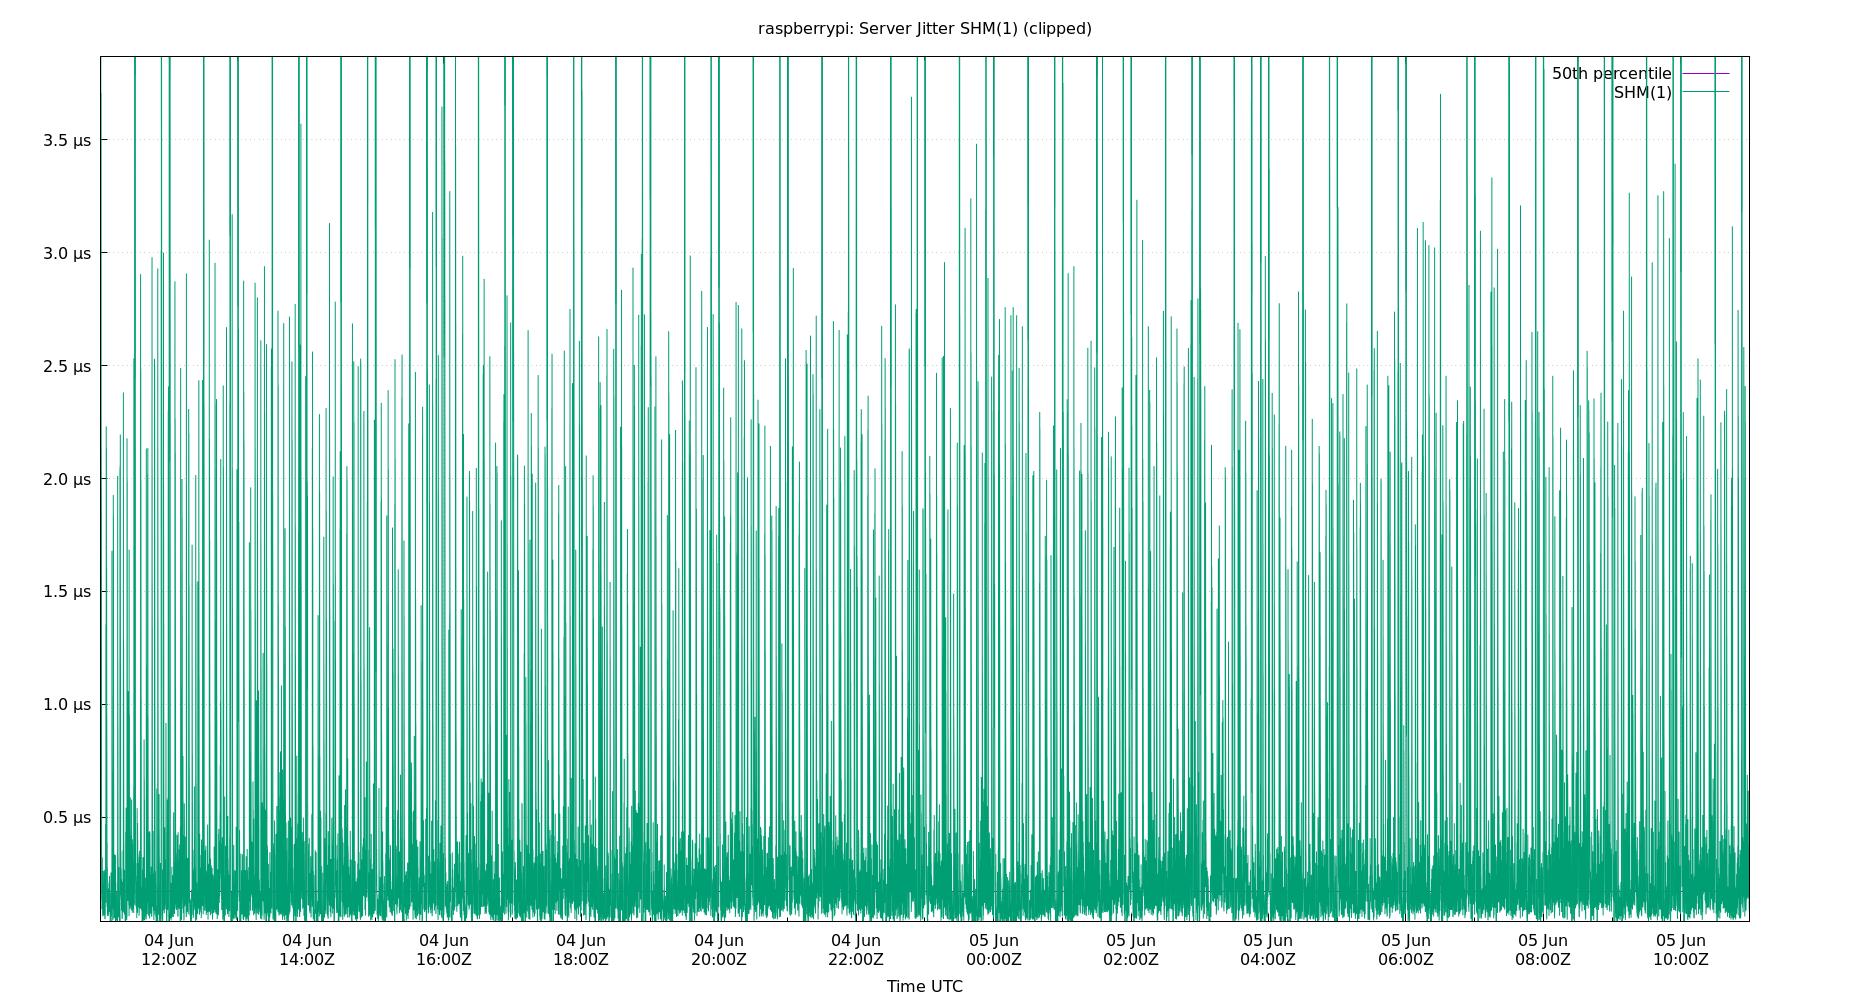 raspberrypi: Server Jitter SHM(1) (clipped)
50th percentile
SHM(1)
3.5 µs
3.0 µs
2.5 µs
2.0 µs
1.5 µs
1.0 µs
0.5 µs
04 Jun 04 Jun 04 Jun 04 Jun 04 Jun 04 Jun 05 Jun 05 Jun 05 Jun 05 Jun 05 Jun 05 Jun
12:00Z 14:00Z 16:00Z 18:00Z 20:00Z 22:00Z 00:00Z 02:00Z 04:00Z 06:00Z 08:00Z 10:00Z
Time UTC